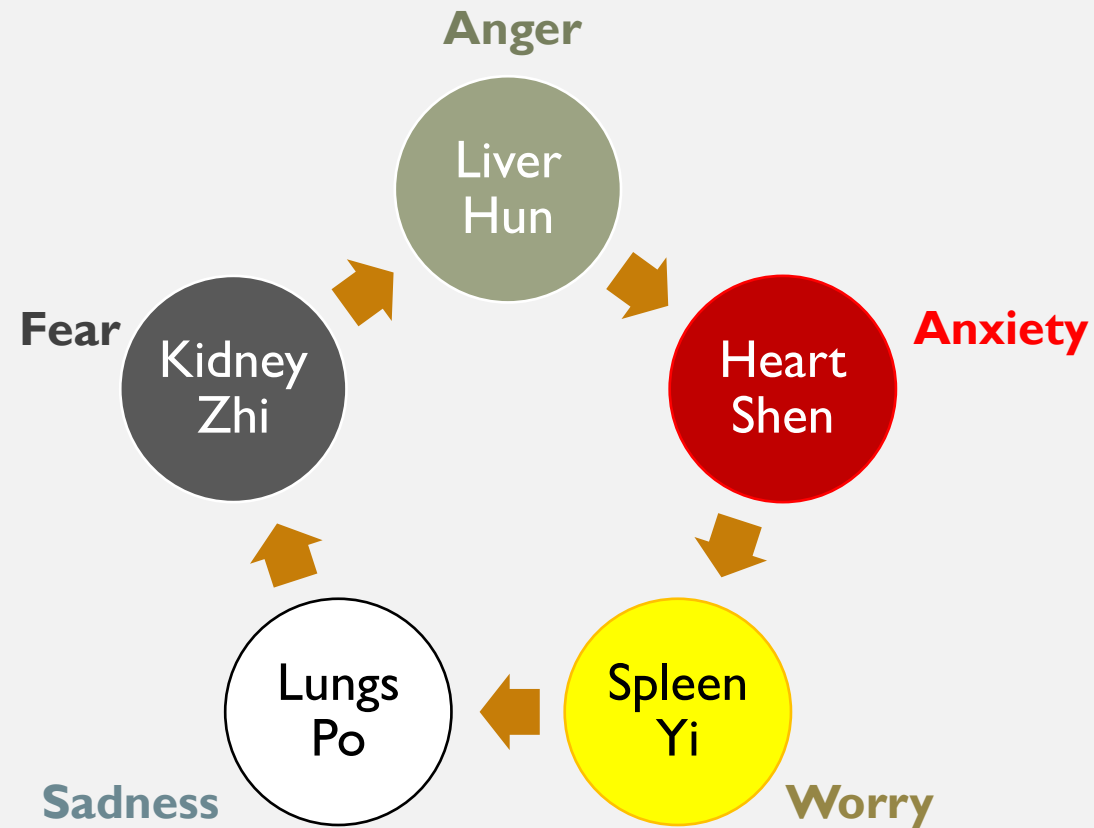 Anger
Liver
Hun
Fear
Kidney
Zhi
Heart
Shen
Anxiety
Lungs
Po
Spleen
Yi
Sadness
Worry